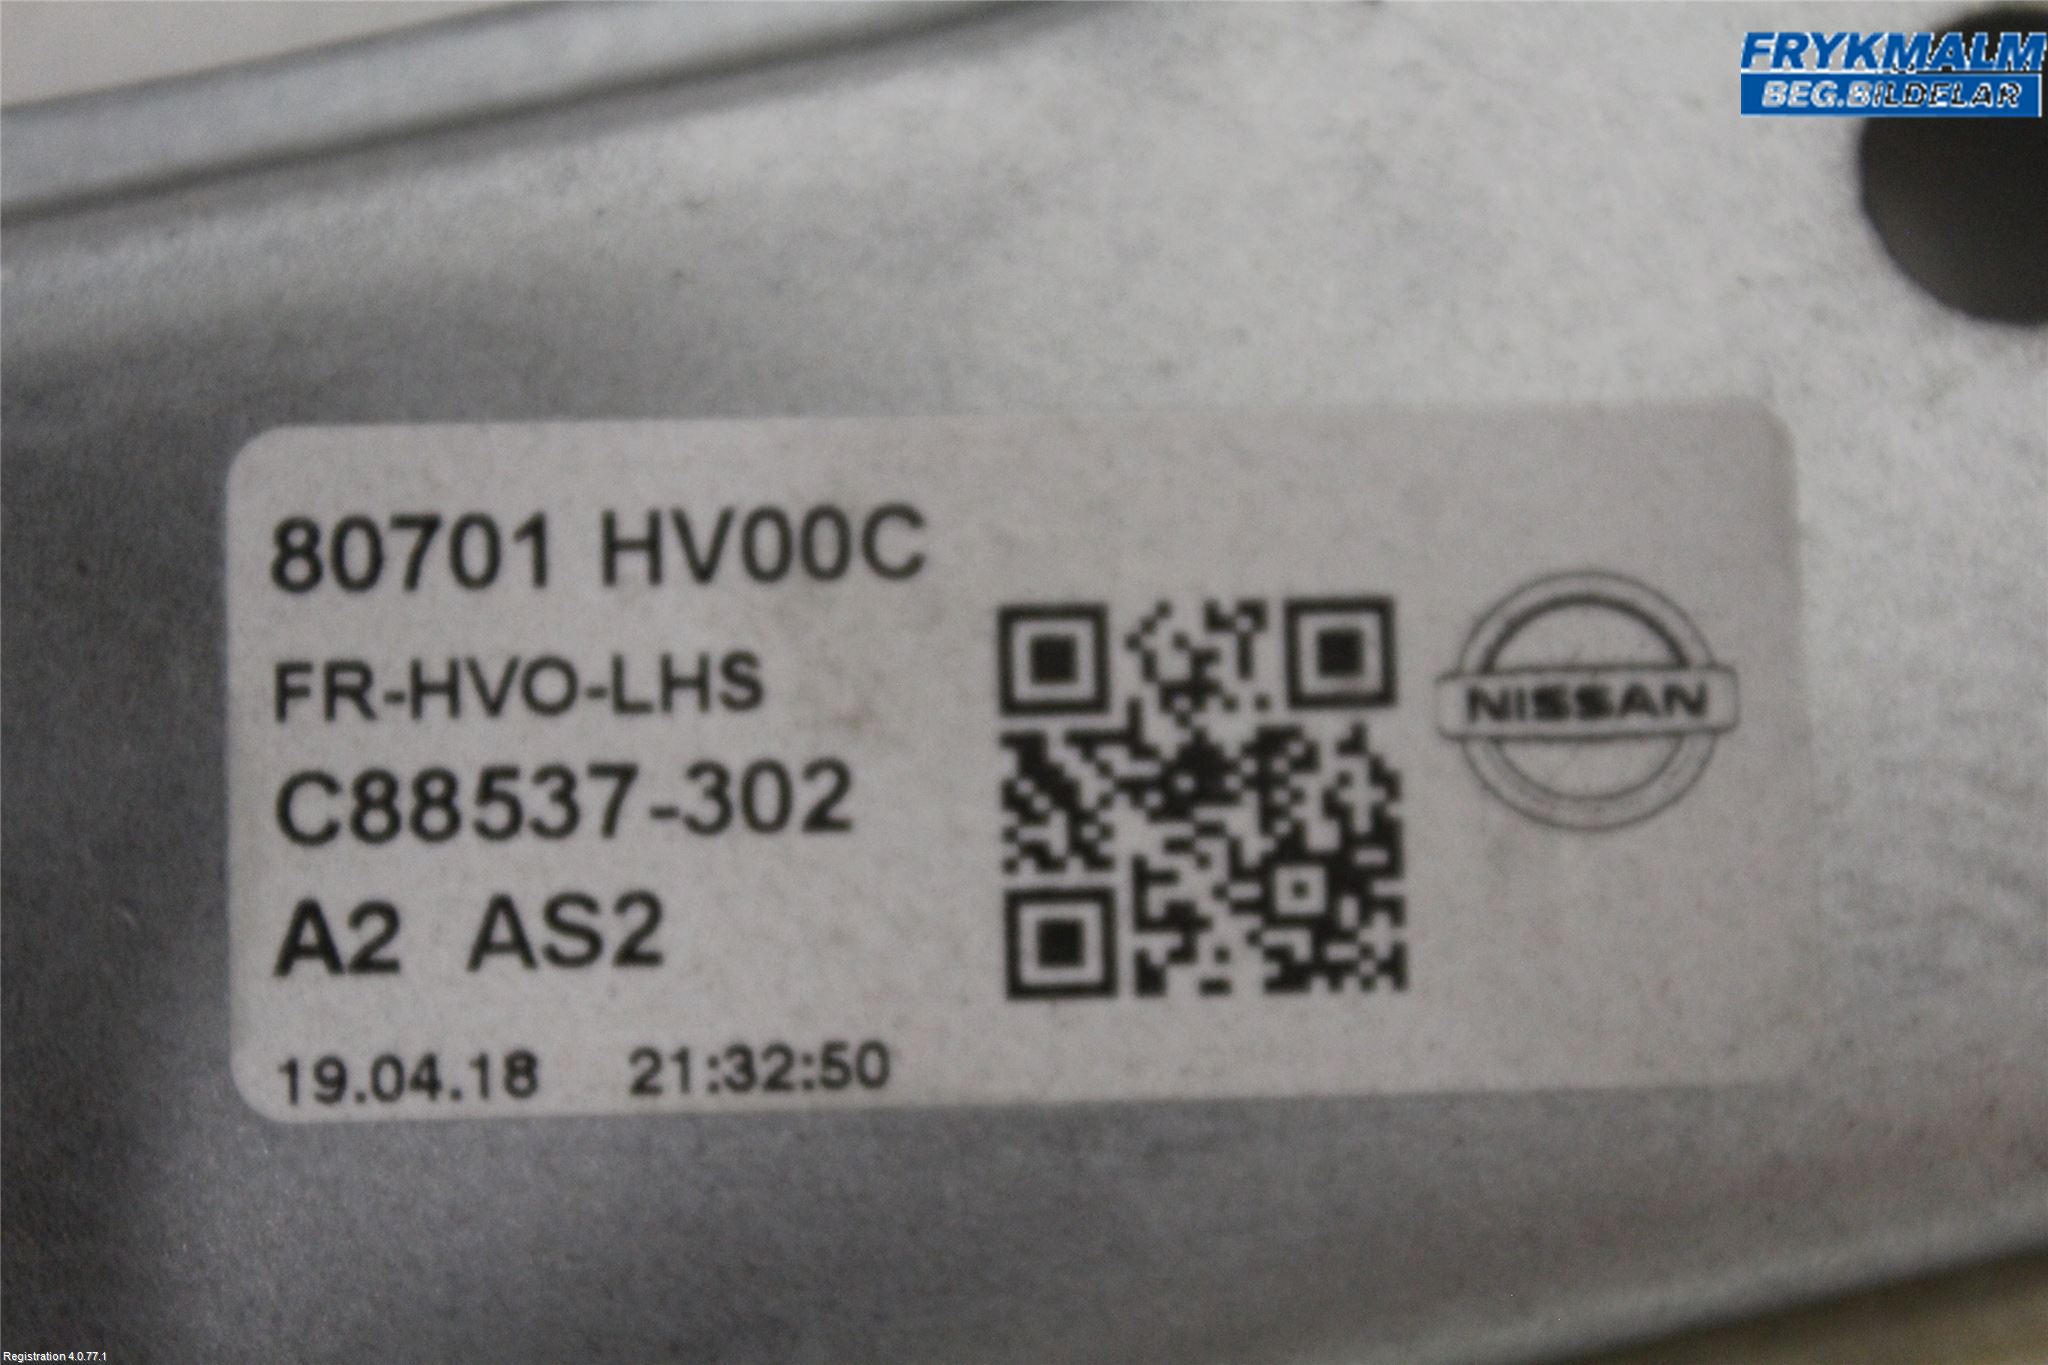 FRYKMALM
BEG.BILDELAR
80701 HV00C
FR-HVO-LHS
C88537-302
A2 AS2
19.04.18 21:32:50
NISSAN
Registration 4.0.77.1